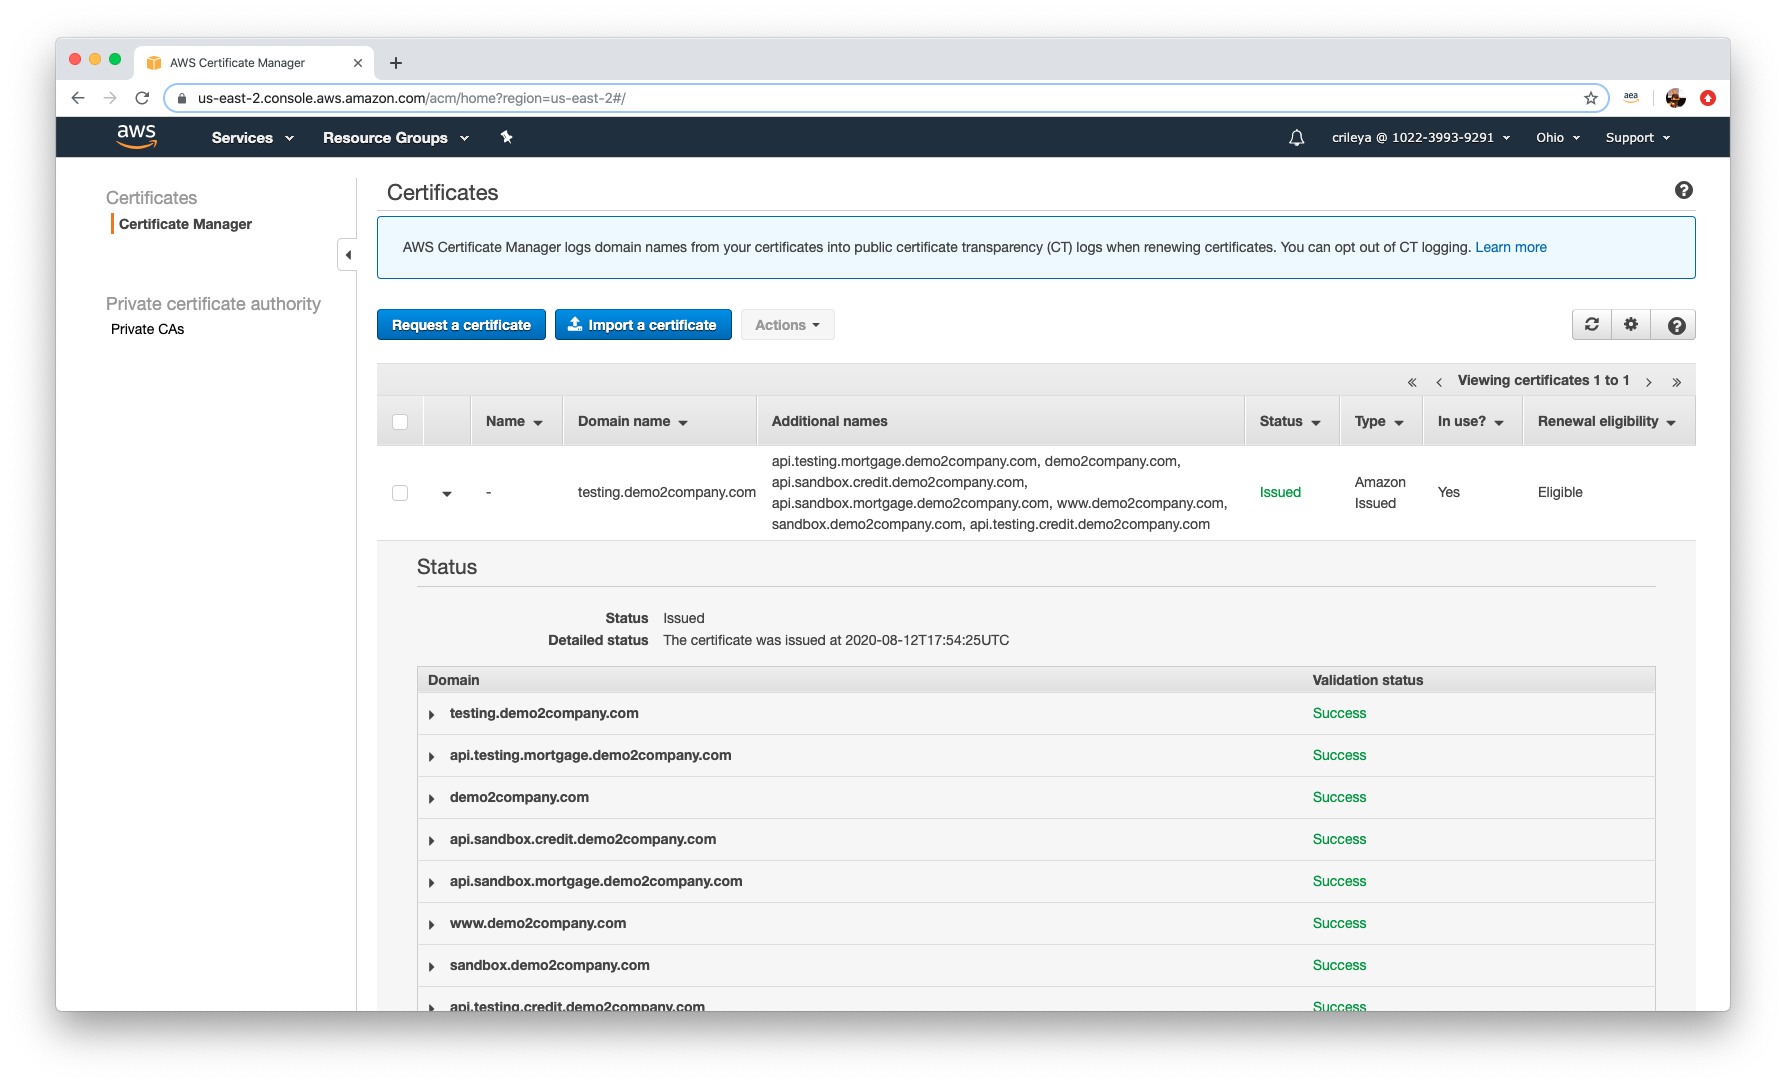 AWS Certificate Manager
us-east-2.console.aws.amazon.com/acm/home?region=us-east-2#/
aea
aws
Services
Resource Groups
crileya @ 1022-3993-9291
Ohio
Support
Certificates
Certificate Manager
Private certificate authority
Private CAs
Certificates
AWS Certificate Manager logs domain names from your certificates into public certificate transparency (CT) logs when renewing certificates. You can opt out of CT logging. Learn more
Request a certificate
Import a certificate
Actions
« ‹ Viewing certificates 1 to 1 › »
Name Domain name Additional names Status Type In use? Renewal eligibility
api.testing.mortgage.demo2company.com, demo2company.com,
api.sandbox.credit.demo2company.com,
- testing.demo2company.com Issued Amazon Issued Yes Eligible
api.sandbox.mortgage.demo2company.com, www.demo2company.com,
sandbox.demo2company.com, api.testing.credit.demo2company.com
Status
Status Issued
Detailed status The certificate was issued at 2020-08-12T17:54:25UTC
Domain Validation status
testing.demo2company.com Success
api.testing.mortgage.demo2company.com Success
demo2company.com Success
api.sandbox.credit.demo2company.com Success
api.sandbox.mortgage.demo2company.com Success
www.demo2company.com Success
sandbox.demo2company.com Success
api.testing.credit.demo2company.com Success